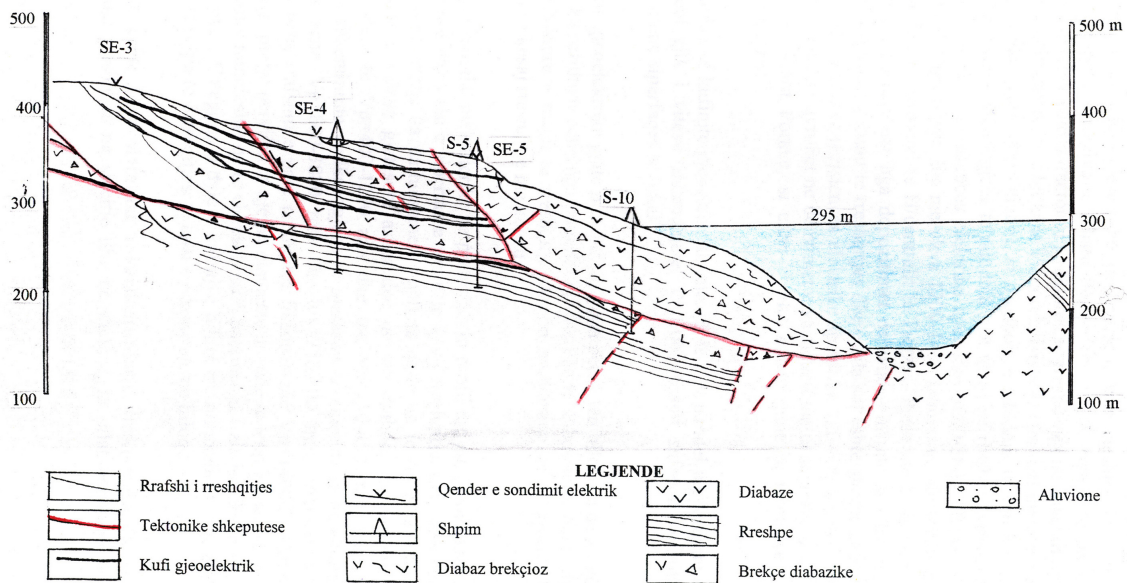 500
500 m
SE-3
400
SE-4
S-5
SE-5
400
300
S-10
295 m
300
200
200
100
100 m
LEGJENDE
Rrafshi i rreshqitjes
Qender e sondimit elektrik
Diabaze
Aluvione
Tektonike shkeputese
Shpim
Rreshpe
Kufi gjeoelektrik
Diabaz brekçioz
Brekçe diabazike